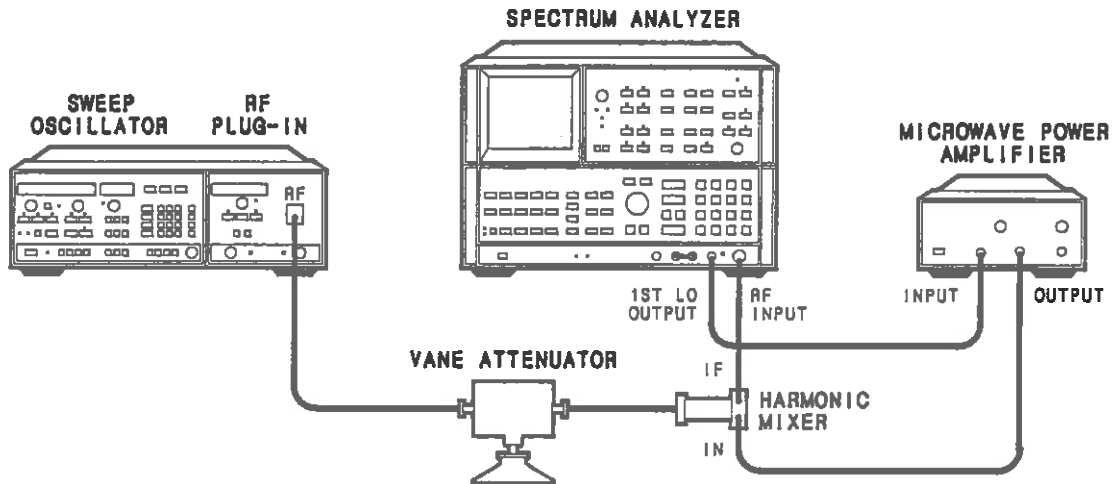 SPECTRUM ANALYZER
SWEEP
OSCILLATOR
RF
PLUG-IN
MICROWAVE POWER
AMPLIFIER
RF
1ST LO
OUTPUT
RF
INPUT
INPUT
OUTPUT
VANE ATTENUATOR
IF
HARMONIC
MIXER
IN